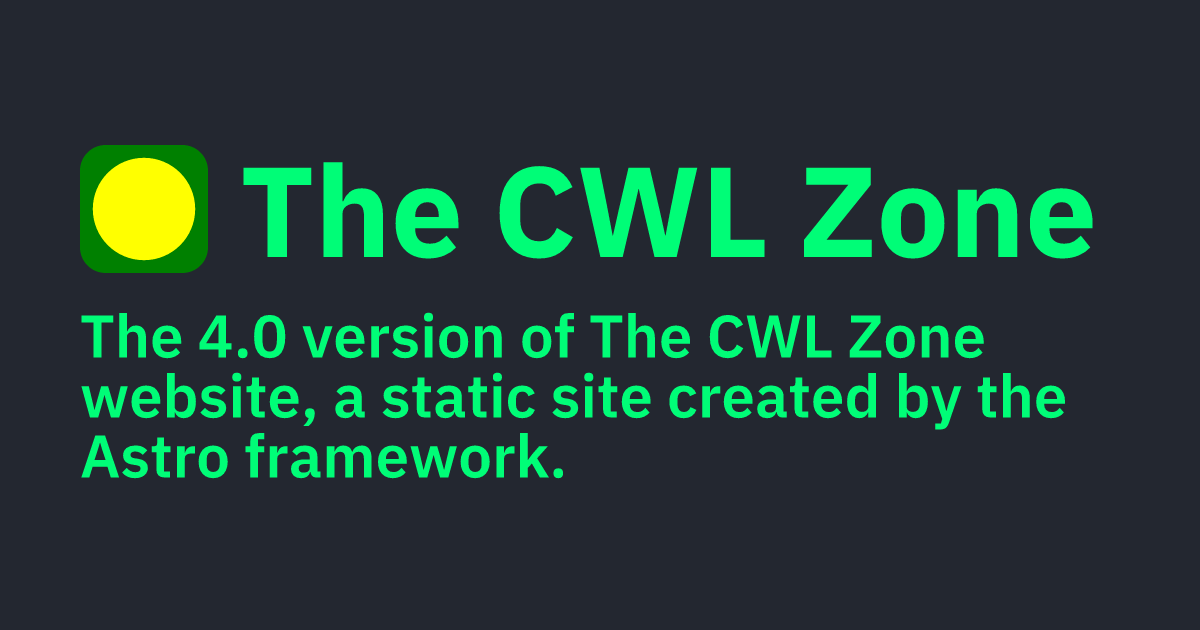 The CWL Zone
The 4.0 version of The CWL Zone
website, a static site created by the
Astro framework.